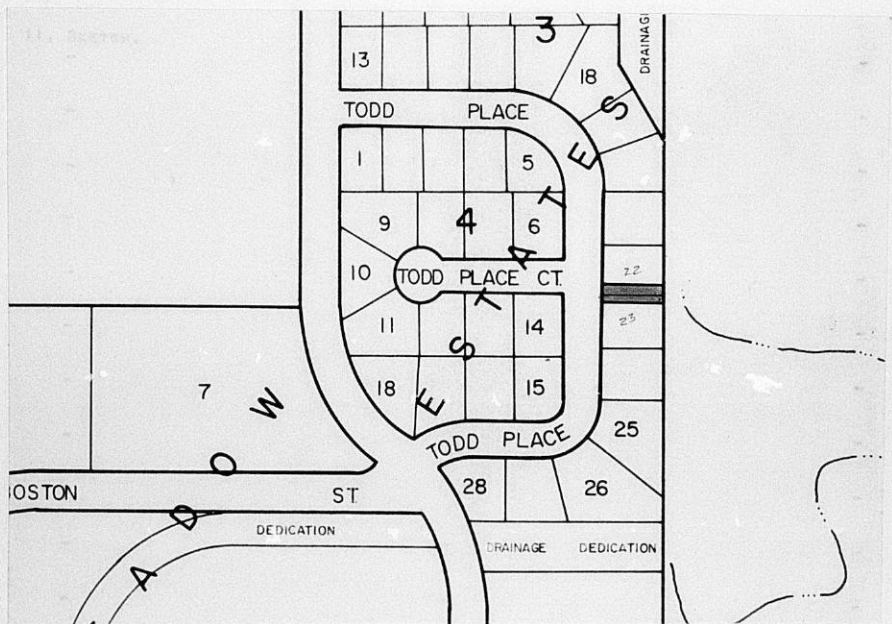 3
DRAINAGE
13
18
TODD PLACE
1
5
9
4
6
10
TODD PLACE CT.
22
23
11
14
7
18
15
TODD PLACE
25
28
26
BOSTON ST.
DEDICATION
DRAINAGE DEDICATION
ADOW
ESTATES